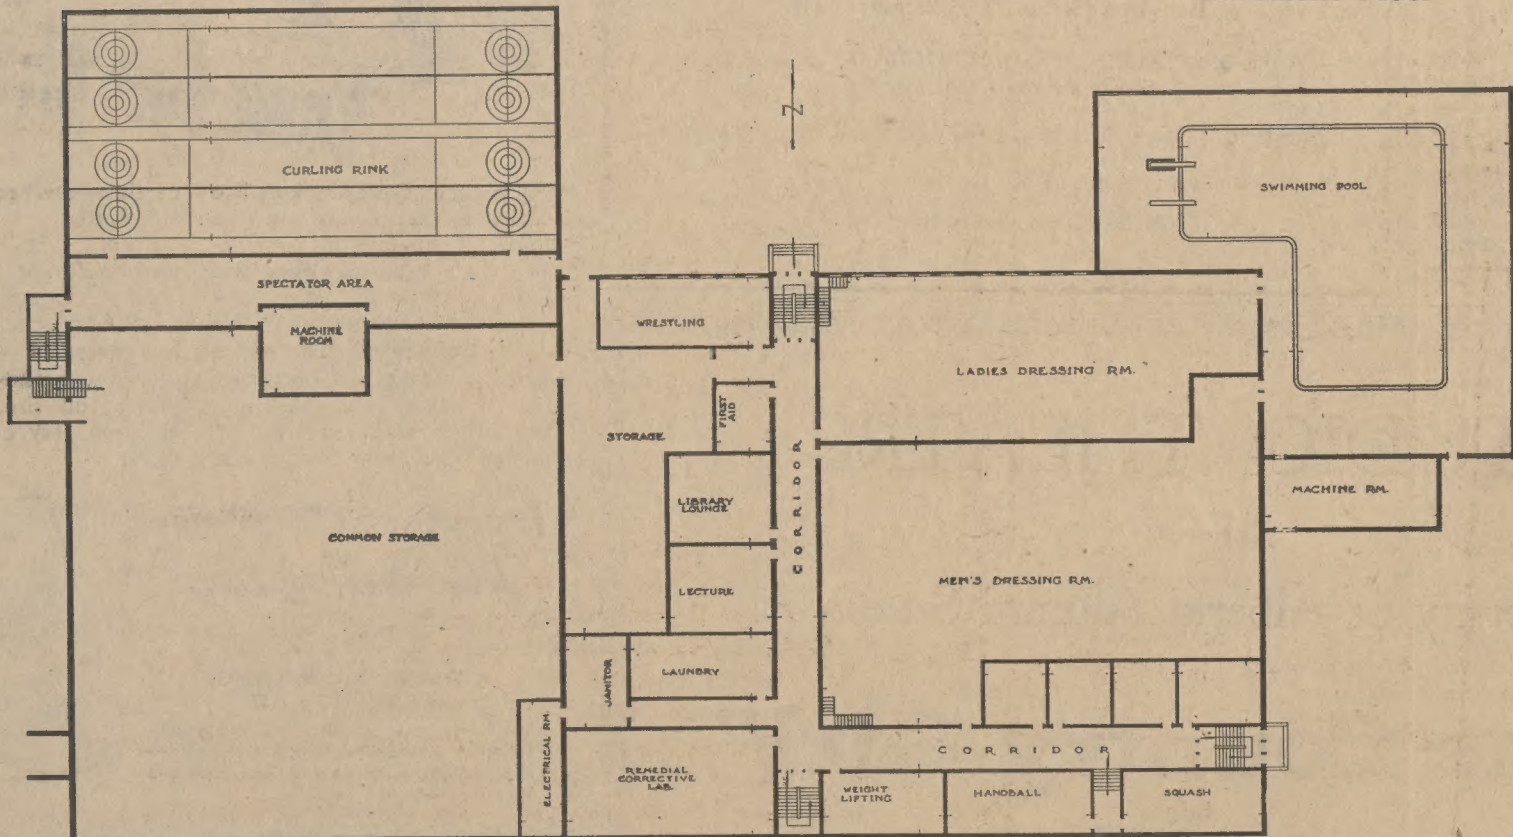 CURLING RINK
SWIMMING POOL
SPECTATOR AREA
MACHINE
ROOM
WRESTLING
LADIES DRESSING RM.
FIRST
AID
STORAGE
CORRIDOR
LIBRARY
LOUNGE
MACHINE RM.
COMMON STORAGE
LECTURE
MEN'S DRESSING RM.
LAUNDRY
JANITOR
ELECTRICAL RM.
CORRIDOR
REMEDIAL
CORRECTIVE
LAB.
WEIGHT
LIFTING
HANDBALL
SQUASH
N